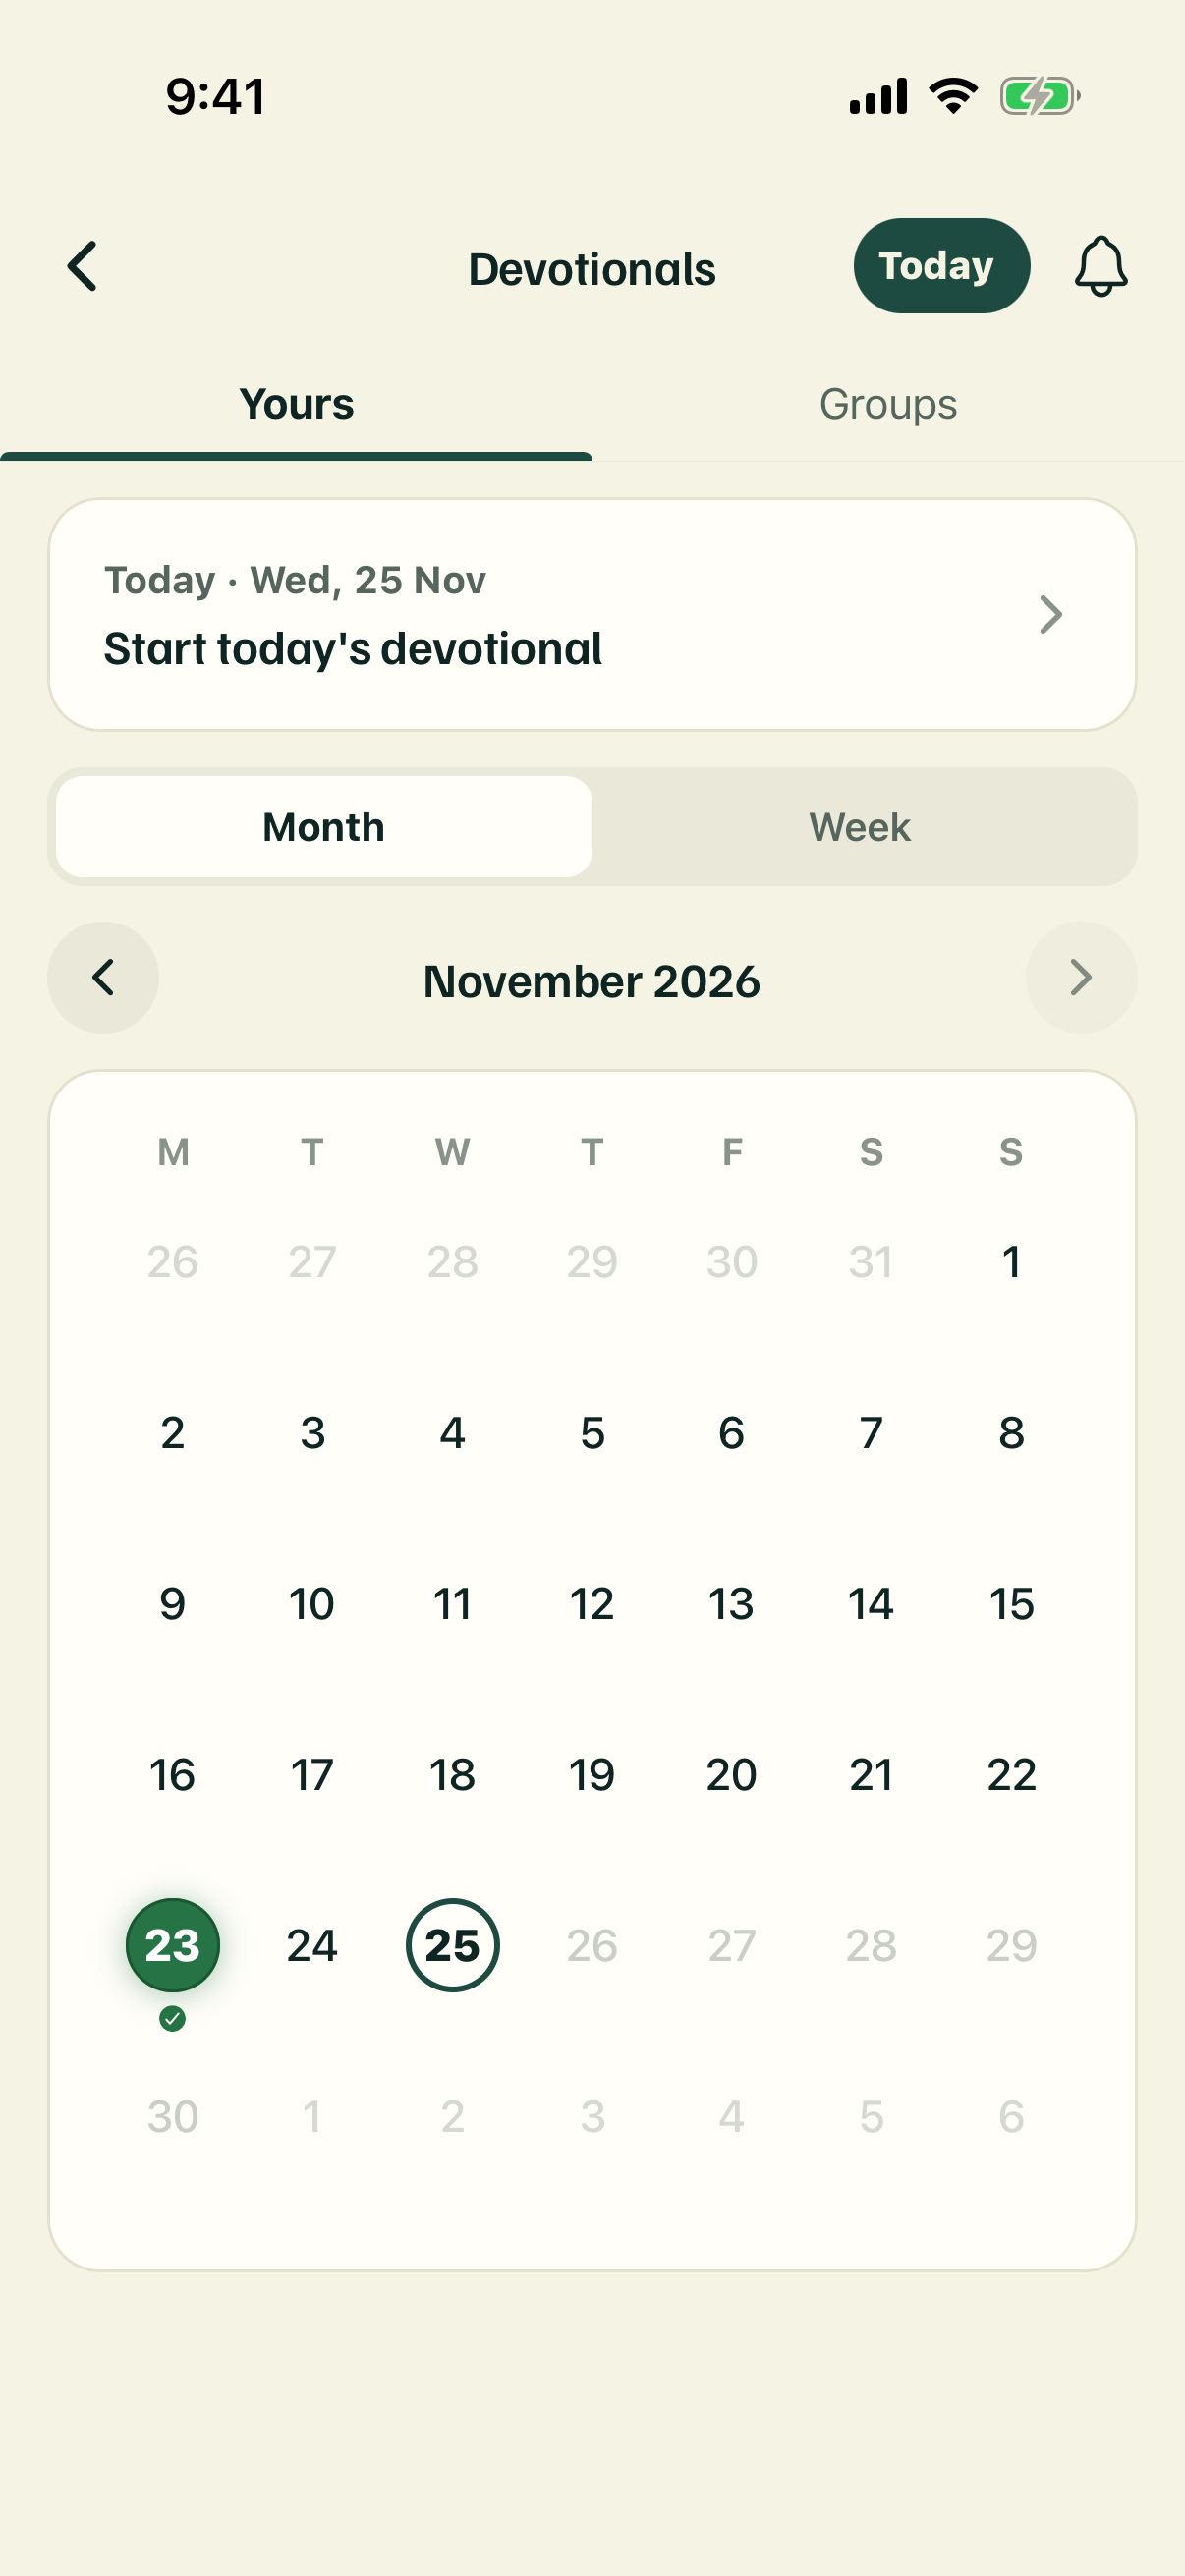 9:41
Devotionals
Today
Yours
Groups
Today · Wed, 25 Nov
Start today's devotional
Month
Week
November 2026
M T W T F S S
26 27 28 29 30 31 1
2 3 4 5 6 7 8
9 10 11 12 13 14 15
16 17 18 19 20 21 22
23 24 25 26 27 28 29
30 1 2 3 4 5 6